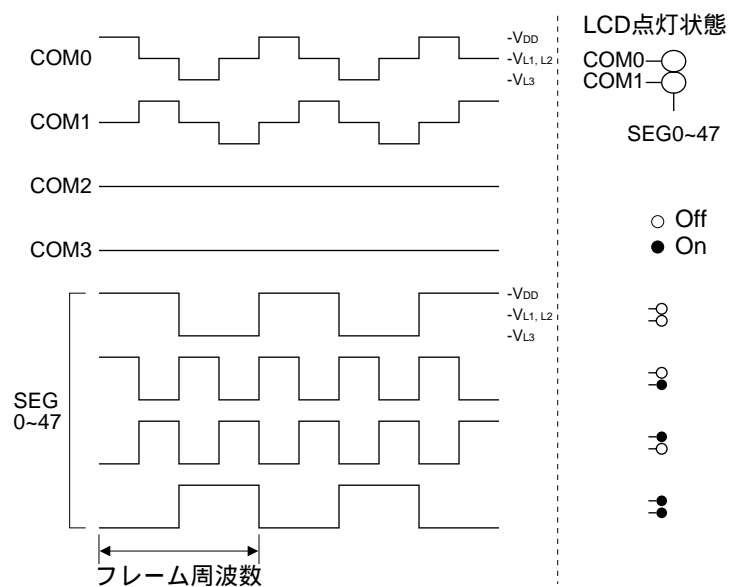 LCD点灯状態
COM0
-VDD
-VL1, L2
-VL3
COM0
COM1
COM1
SEG0~47
COM2
COM3
Off
On
-VDD
-VL1, L2
-VL3
SEG
0~47
フレーム周波数